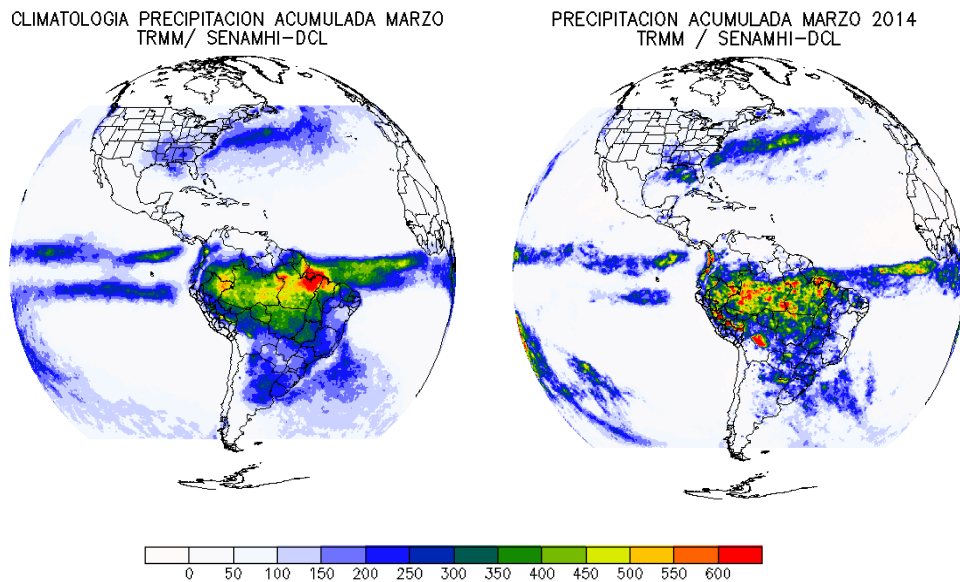 CLIMATOLOGIA PRECIPITACION ACUMULADA MARZO
TRMM/ SENAMHI-DCL
PRECIPITACION ACUMULADA MARZO 2014
TRMM / SENAMHI-DCL
0 50 100 150 200 250 300 350 400 450 500 550 600